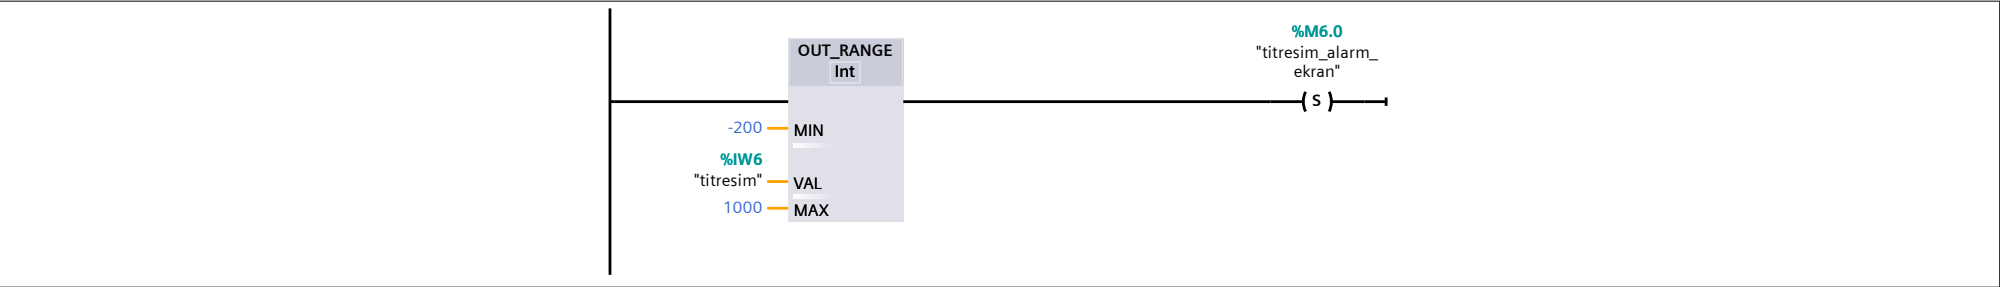 %M6.0
"titresim_alarm_
ekran"
OUT_RANGE
Int
S
-200
MIN
%IW6
"titresim"
VAL
1000
MAX